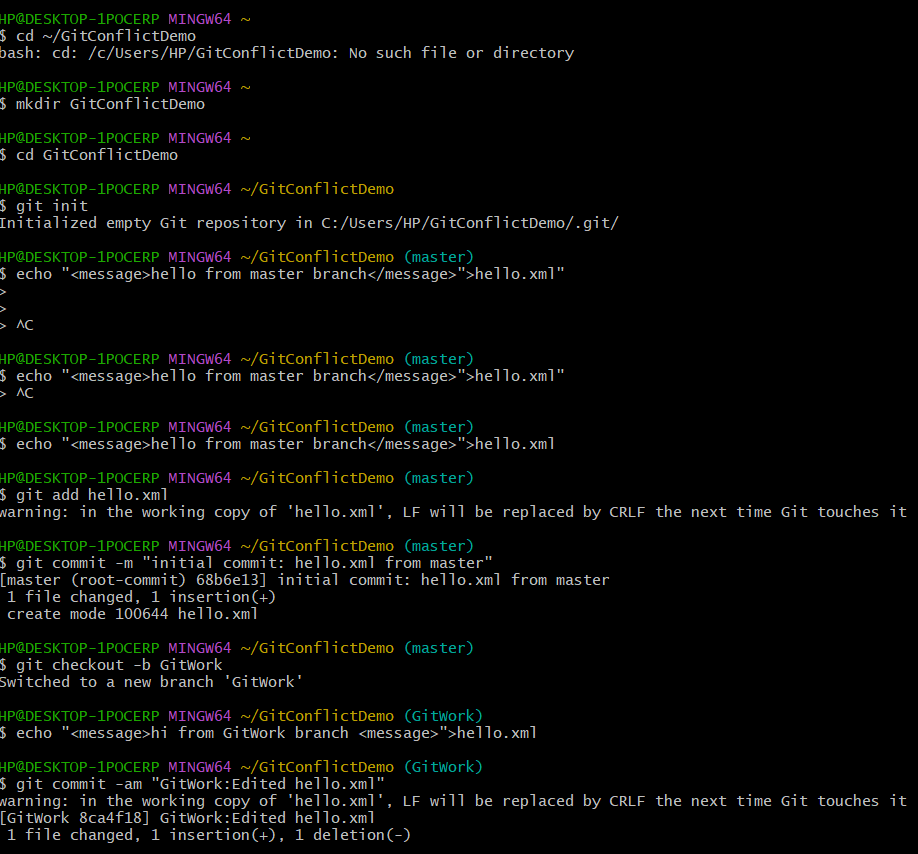 HP@DESKTOP-1POCERP MINGW64 ~
$ cd ~/GitConflictDemo
bash: cd: /c/Users/HP/GitConflictDemo: No such file or directory
HP@DESKTOP-1POCERP MINGW64 ~
$ mkdir GitConflictDemo
HP@DESKTOP-1POCERP MINGW64 ~
$ cd GitConflictDemo
HP@DESKTOP-1POCERP MINGW64 ~/GitConflictDemo
$ git init
Initialized empty Git repository in C:/Users/HP/GitConflictDemo/.git/
HP@DESKTOP-1POCERP MINGW64 ~/GitConflictDemo (master)
$ echo "<message>hello from master branch</message>">hello.xml"
>
>
> ^C
HP@DESKTOP-1POCERP MINGW64 ~/GitConflictDemo (master)
$ echo "<message>hello from master branch</message>">hello.xml"
> ^C
HP@DESKTOP-1POCERP MINGW64 ~/GitConflictDemo (master)
$ echo "<message>hello from master branch</message>">hello.xml
HP@DESKTOP-1POCERP MINGW64 ~/GitConflictDemo (master)
$ git add hello.xml
warning: in the working copy of 'hello.xml', LF will be replaced by CRLF the next time Git touches it
HP@DESKTOP-1POCERP MINGW64 ~/GitConflictDemo (master)
$ git commit -m "initial commit: hello.xml from master"
[master (root-commit) 68b6e13] initial commit: hello.xml from master
1 file changed, 1 insertion(+)
create mode 100644 hello.xml
HP@DESKTOP-1POCERP MINGW64 ~/GitConflictDemo (master)
$ git checkout -b GitWork
Switched to a new branch 'GitWork'
HP@DESKTOP-1POCERP MINGW64 ~/GitConflictDemo (GitWork)
$ echo "<message>hi from GitWork branch <message>">hello.xml
HP@DESKTOP-1POCERP MINGW64 ~/GitConflictDemo (GitWork)
$ git commit -am "GitWork:Edited hello.xml"
warning: in the working copy of 'hello.xml', LF will be replaced by CRLF the next time Git touches it
[GitWork 8ca4f18] GitWork:Edited hello.xml
1 file changed, 1 insertion(+), 1 deletion(-)